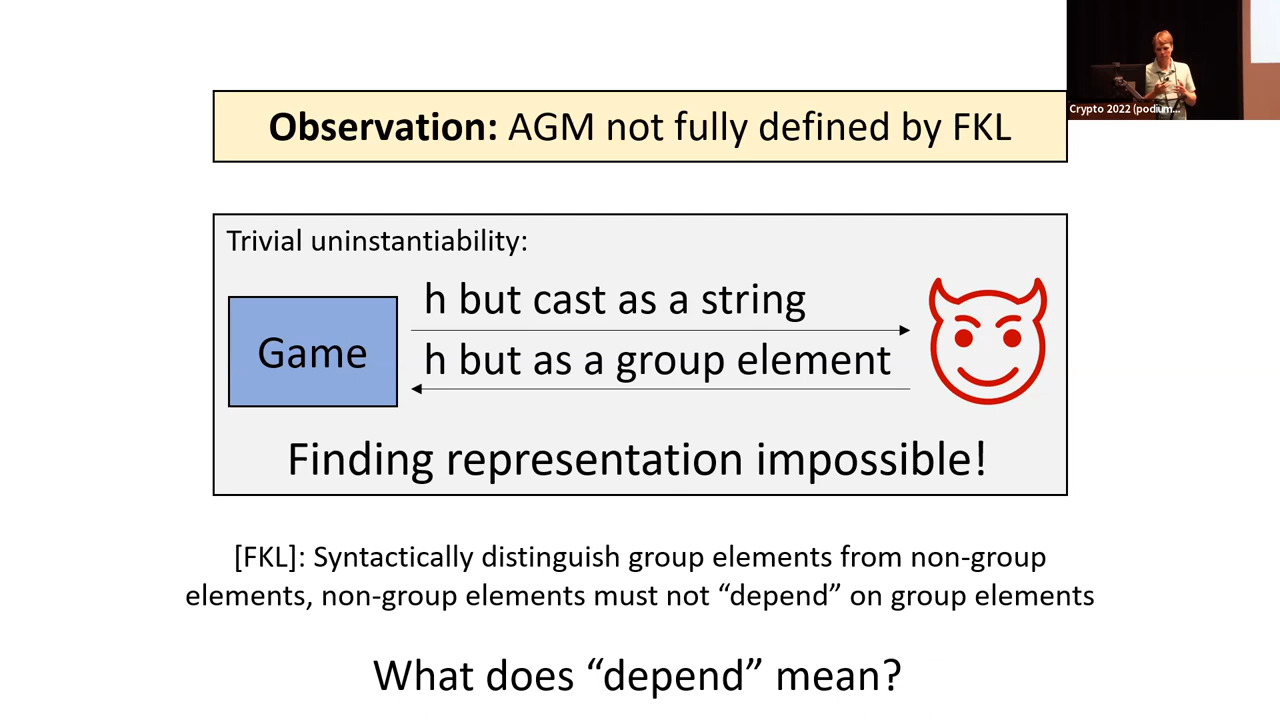 Crypto 2022 (podium...
Observation: AGM not fully defined by FKL
Trivial uninstantiability:
Game
h but cast as a string
h but as a group element
Finding representation impossible!
[FKL]: Syntactically distinguish group elements from non-group
elements, non-group elements must not “depend” on group elements
What does “depend” mean?